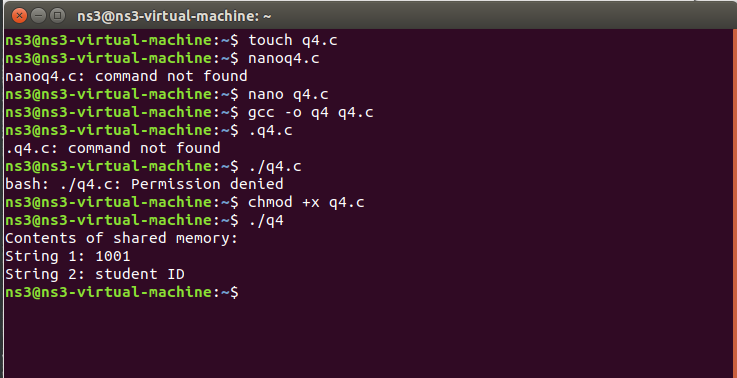 ns3@ns3-virtual-machine: ~
ns3@ns3-virtual-machine:~$ touch q4.c
ns3@ns3-virtual-machine:~$ nanoq4.c
nanoq4.c: command not found
ns3@ns3-virtual-machine:~$ nano q4.c
ns3@ns3-virtual-machine:~$ gcc -o q4 q4.c
ns3@ns3-virtual-machine:~$ .q4.c
.q4.c: command not found
ns3@ns3-virtual-machine:~$ ./q4.c
bash: ./q4.c: Permission denied
ns3@ns3-virtual-machine:~$ chmod +x q4.c
ns3@ns3-virtual-machine:~$ ./q4
Contents of shared memory:
String 1: 1001
String 2: student ID
ns3@ns3-virtual-machine:~$